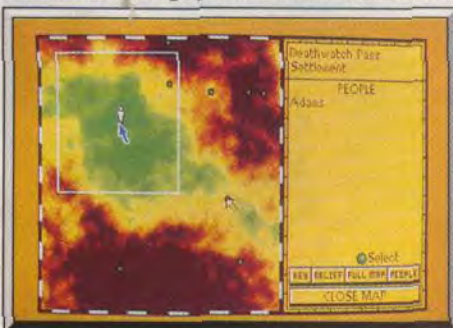 Deathwatch Pass
Settlement
PEOPLE
Adams
Select
KEY RELIEF FULL MAP PEOPLE
CLOSE MAP